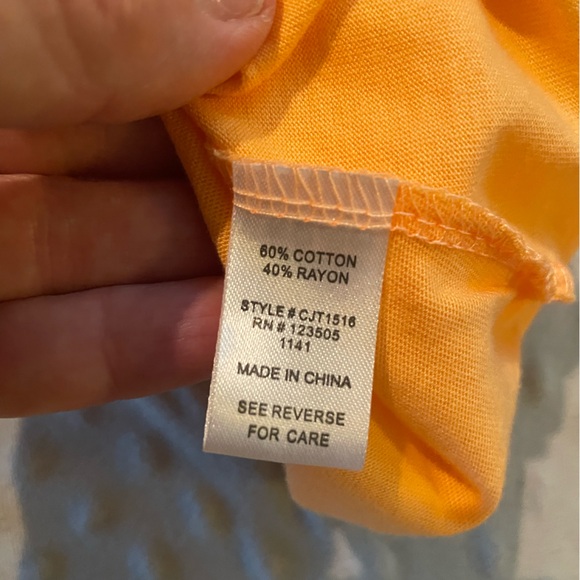 60% COTTON
40% RAYON
STYLE # CJT1516
RN # 123505
1141
MADE IN CHINA
SEE REVERSE
FOR CARE